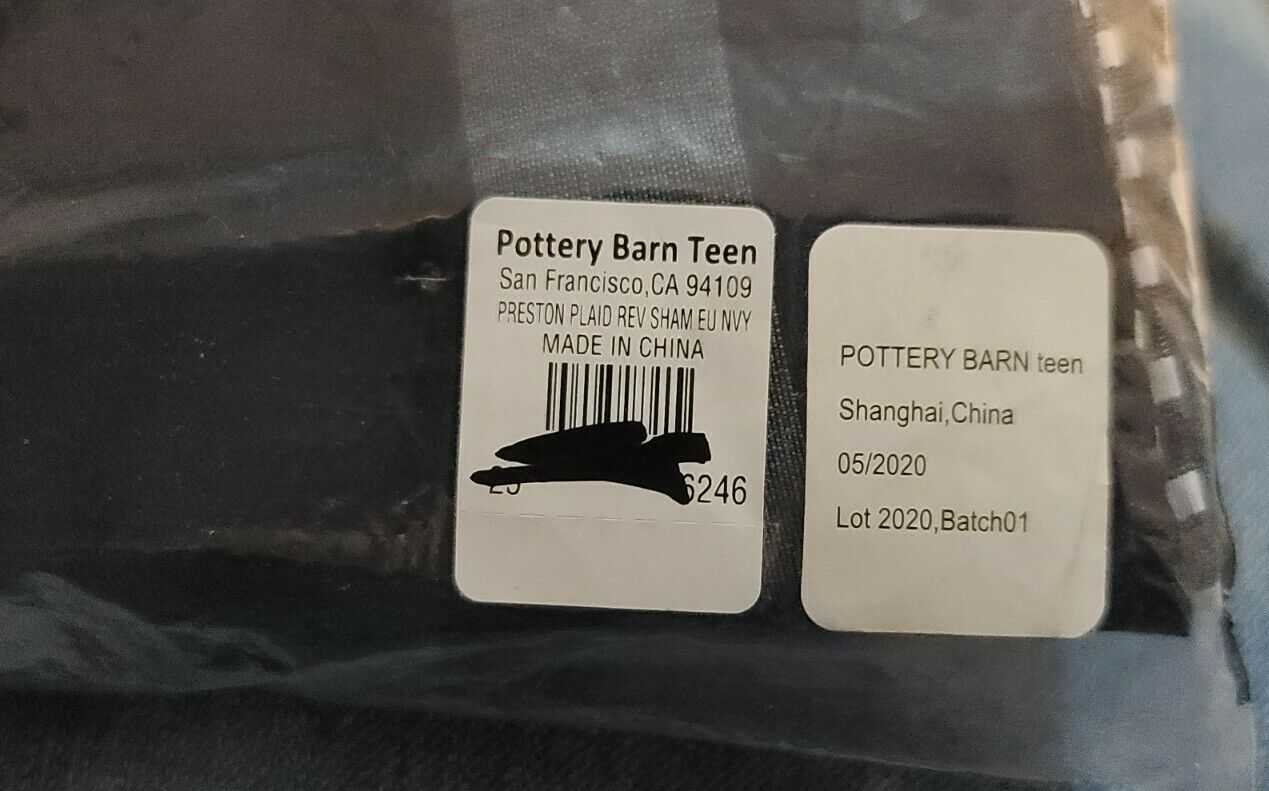 Pottery Barn Teen
San Francisco,CA 94109
PRESTON PLAID REV SHAM EU NVY
MADE IN CHINA
6246
POTTERY BARN teen
Shanghai,China
05/2020
Lot 2020,Batch01